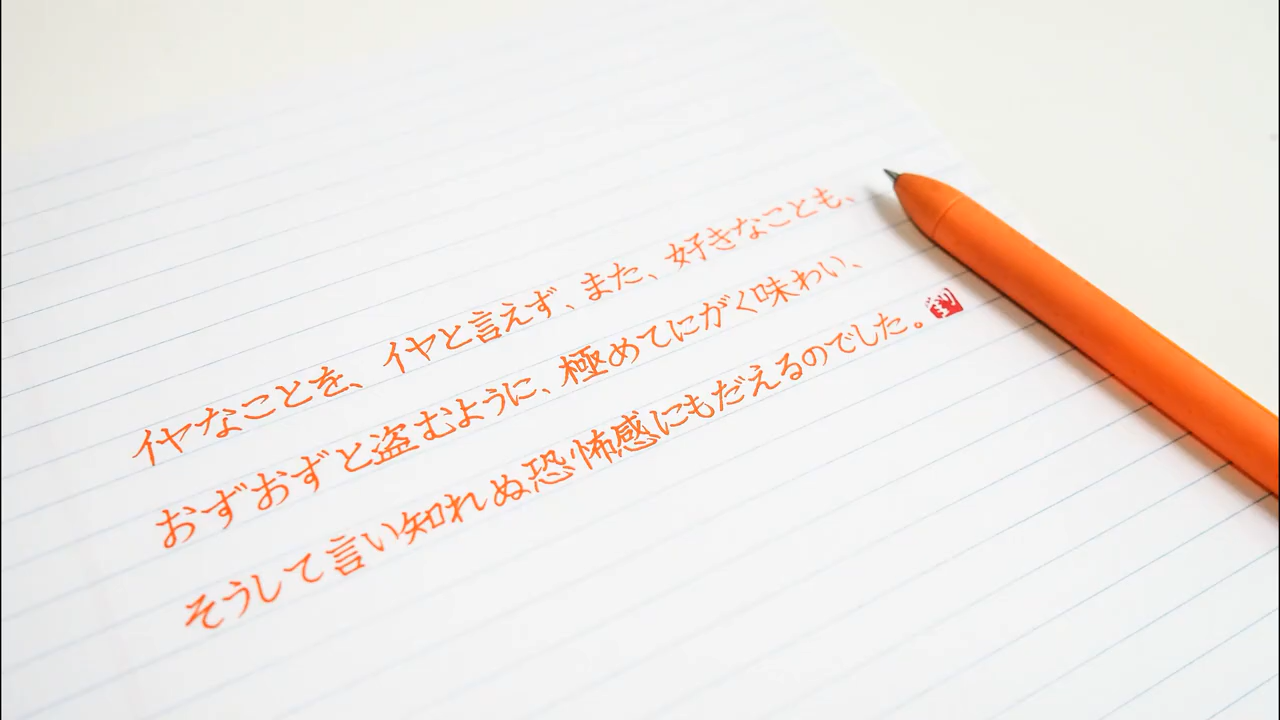 イヤなことを、イヤと言えず、また、好きなことも、
おずおずと盗むように、極めてにがく味わい、
そうして言い知れぬ恐怖感にもだえるのでした。